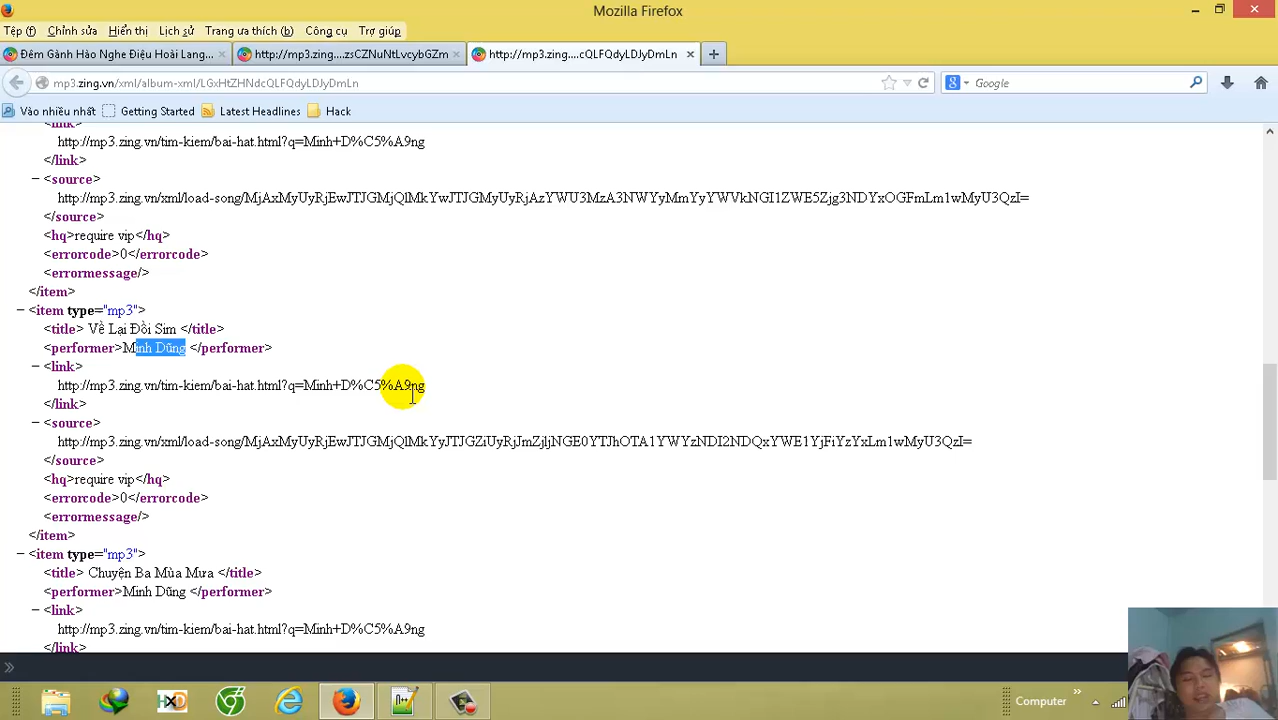 Mozilla Firefox
Tệp (f) Chỉnh sửa Hiển thị Lịch sử Trang ưa thích (b) Công cụ Trợ giúp
Đêm Gành Hào Nghe Điệu Hoài Lang... × http://mp3.zing....zsCZNuNtLvcybGZm × http://mp3.zing....cQLFQdyLDJyDmLn × +
mp3.zing.vn/xml/album-xml/LGxHtZHNdcQLFQdyLDJyDmLn Google
Vào nhiều nhất Getting Started Latest Headlines Hack
<link>
http://mp3.zing.vn/tim-kiem/bai-hat.html?q=Minh+D%C5%A9ng
</link>
− <source>
http://mp3.zing.vn/xml/load-song/MjAxMyUyRjEwJTJGMjQlMkYwJTJGMyUyRjAzYWU3MzA3NWYyMmYyYWVkNGI1ZWE5Zjg3NDYxOGFmLm1wMyU3QzI=
</source>
<hq>require vip</hq>
<errorcode>0</errorcode>
<errormessage/>
</item>
− <item type="mp3">
<title> Về Lại Đồi Sim </title>
<performer>Minh Dũng </performer>
− <link>
http://mp3.zing.vn/tim-kiem/bai-hat.html?q=Minh+D%C5%A9ng
</link>
− <source>
http://mp3.zing.vn/xml/load-song/MjAxMyUyRjEwJTJGMjQlMkYyJTJGZiUyRjJmZjljNGE0YTJhOTA1YWYzNDI2NDQxYWE1YjFiYzYxLm1wMyU3QzI=
</source>
<hq>require vip</hq>
<errorcode>0</errorcode>
<errormessage/>
</item>
− <item type="mp3">
<title> Chuyện Ba Mùa Mưa </title>
<performer>Minh Dũng </performer>
− <link>
http://mp3.zing.vn/tim-kiem/bai-hat.html?q=Minh+D%C5%A9ng
</link>
Computer